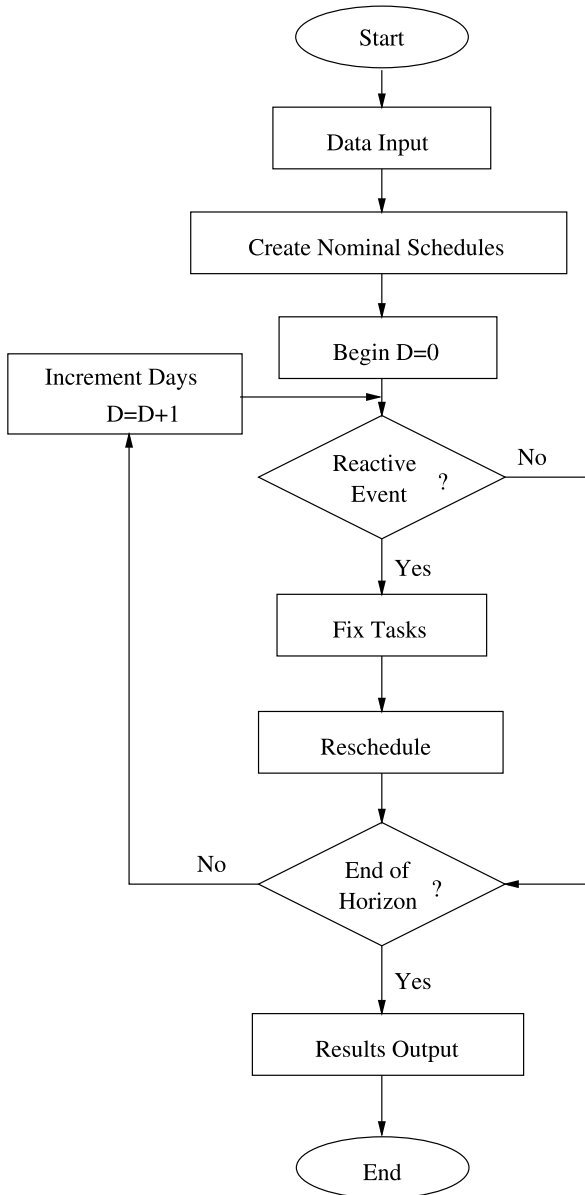 Start
Data Input
Create Nominal Schedules
Begin D=0
Increment Days
D=D+1
Reactive
Event ?
No
Yes
Fix Tasks
Reschedule
No
End of
Horizon ?
Yes
Results Output
End